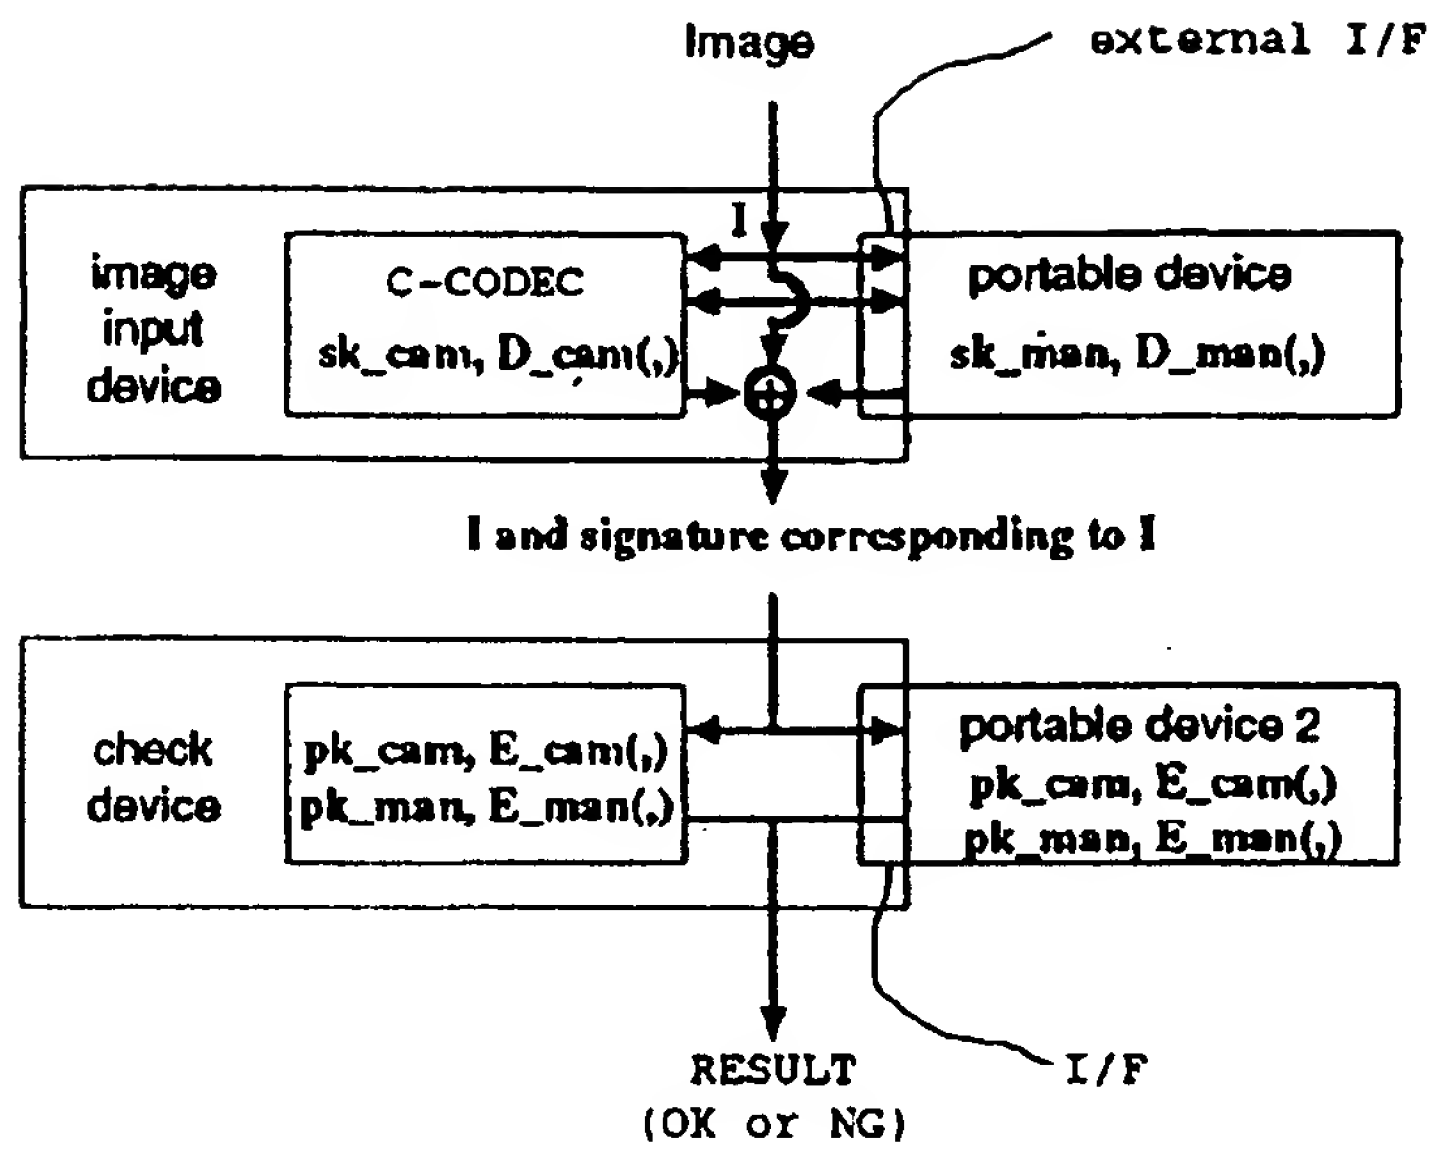 Image
external I/F
I
image
input
device
C-CODEC
sk_cam, D_cam(,)
portable device
sk_man, D_man(,)
I and signature corresponding to I
check
device
pk_cam, E_cam(,)
pk_man, E_man(,)
portable device 2
pk_cam, E_cam(,)
pk_man, E_man(,)
I/F
RESULT
(OK or NG)